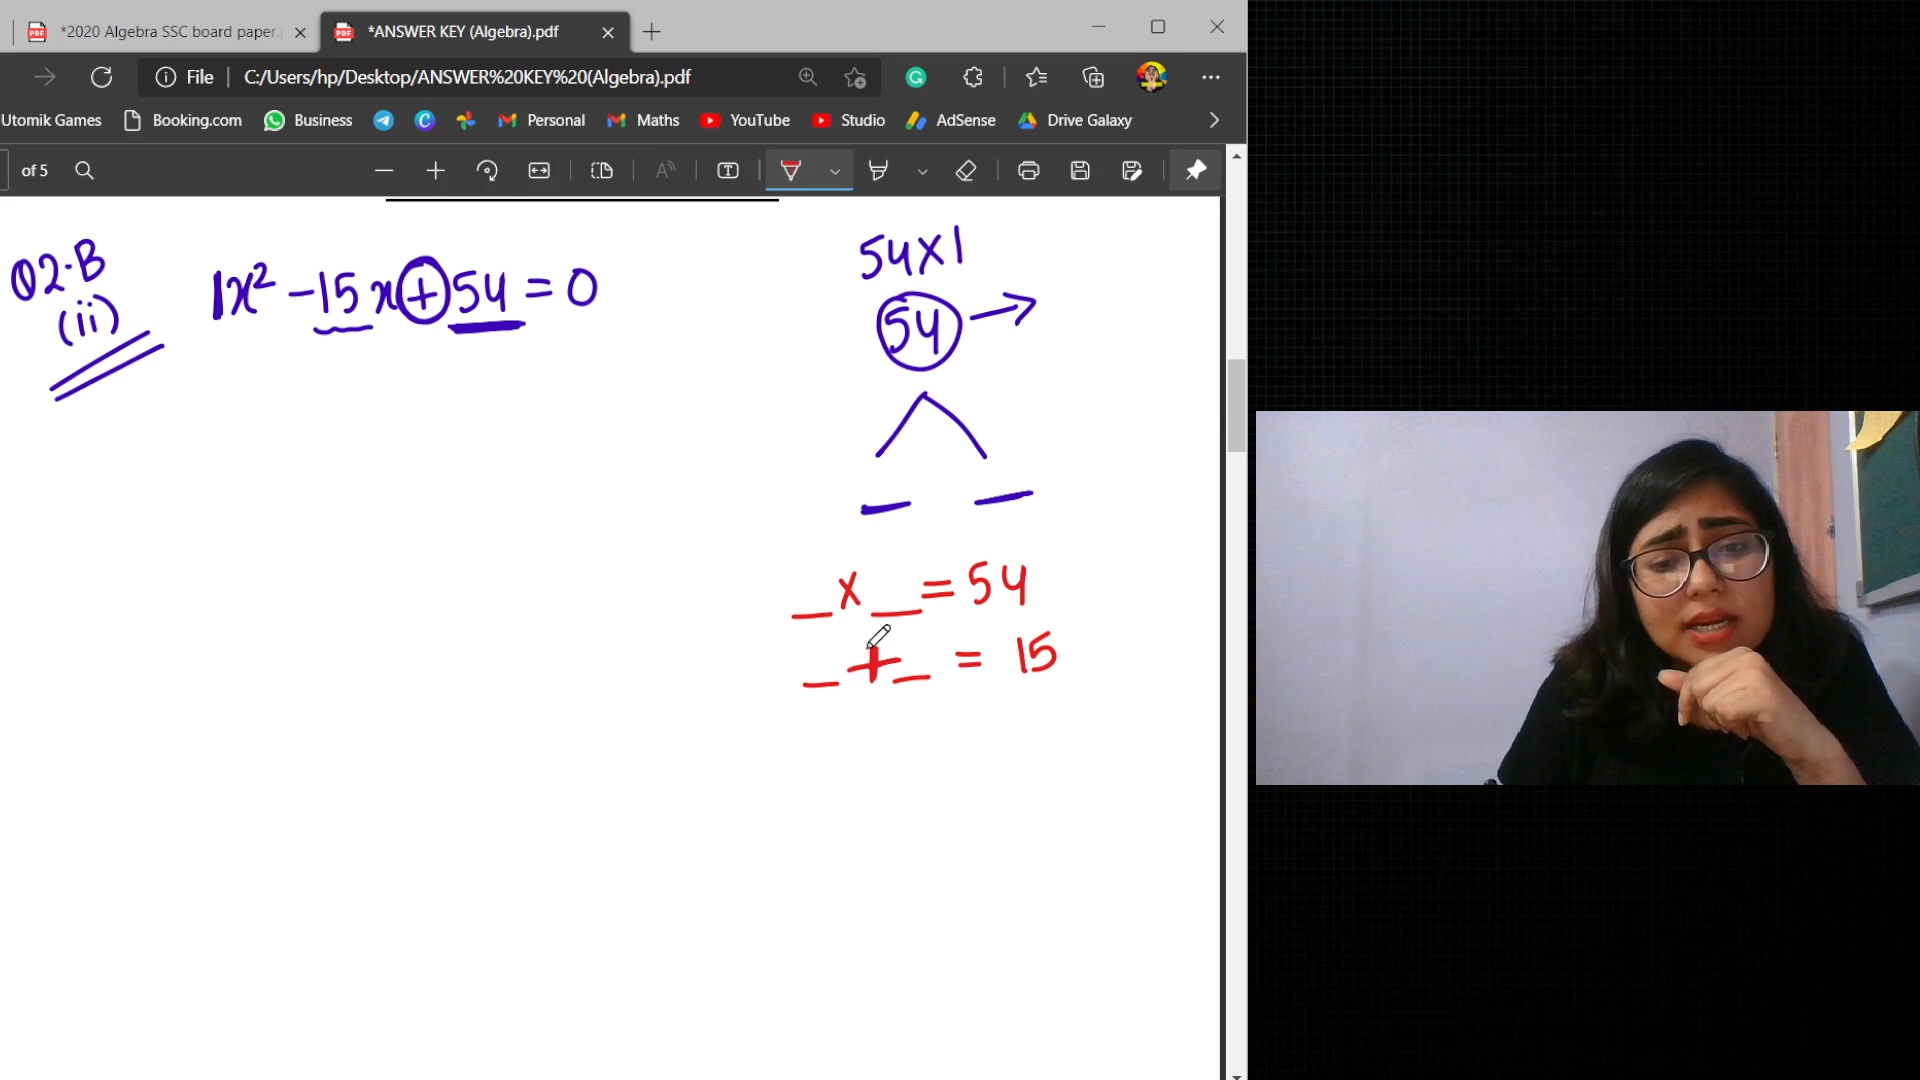 *2020 Algebra SSC board paper.
*ANSWER KEY (Algebra).pdf
File
C:/Users/hp/Desktop/ANSWER%20KEY%20(Algebra).pdf
Utomik Games
Booking.com
Business
Personal
Maths
YouTube
Studio
AdSense
Drive Galaxy
of 5
Q2·B
(ii)
1x² -15x + 54 = 0
54x1
54 →
_ x _ = 54
_ + _ = 15